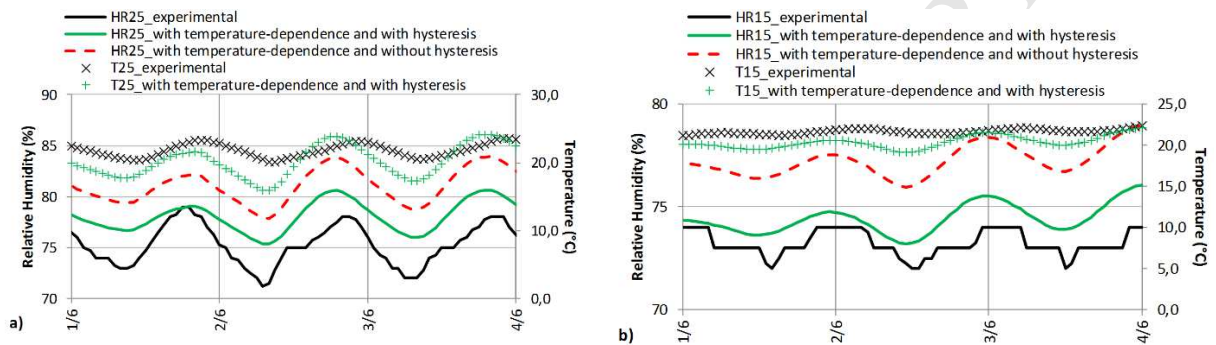 HR25_experimental
HR25_with temperature-dependence and with hysteresis
HR25_with temperature-dependence and without hysteresis
T25_experimental
T25_with temperature-dependence and with hysteresis
90
85
80
75
70
Relative Humidity (%)
30,0
20,0
10,0
0,0
Temperature (°C)
1/6
2/6
3/6
4/6
a)
HR15_experimental
HR15_with temperature-dependence and with hysteresis
HR15_with temperature-dependence and without hysteresis
T15_experimental
T15_with temperature-dependence and with hysteresis
80
75
70
Relative Humidity (%)
25,0
20,0
15,0
10,0
5,0
0,0
Temperature (°C)
1/6
2/6
3/6
4/6
b)